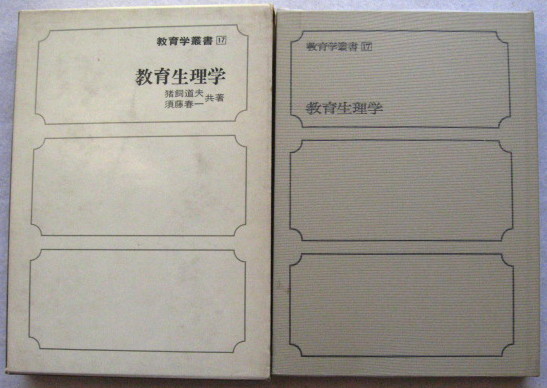 教育学叢書 17
教育生理学
猪飼道夫
須藤春一
共著
教育学叢書 17
教育生理学